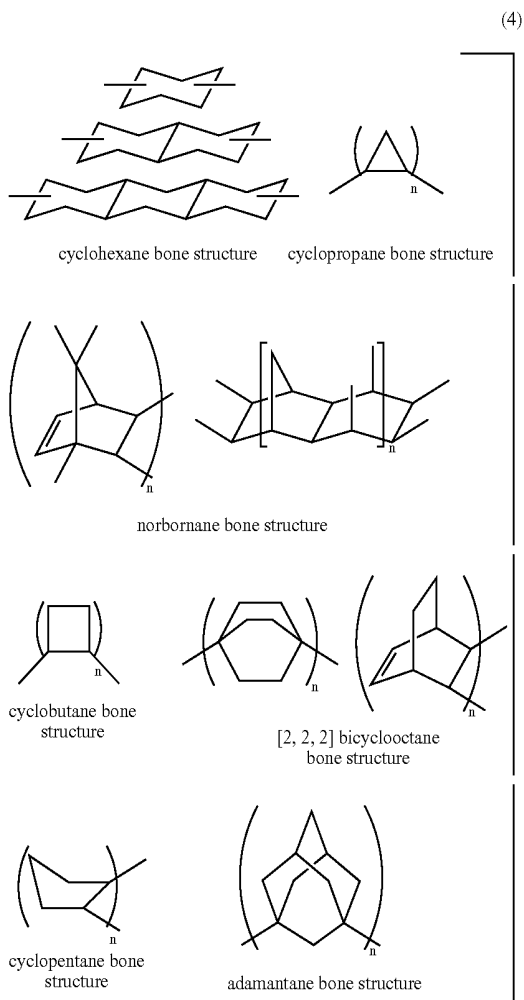 (4)
n
cyclohexane bone structure
cyclopropane bone structure
n
n
norbornane bone structure
n
n
n
cyclobutane bone
structure
[2, 2, 2] bicyclooctane
bone structure
n
n
cyclopentane bone
structure
adamantane bone structure